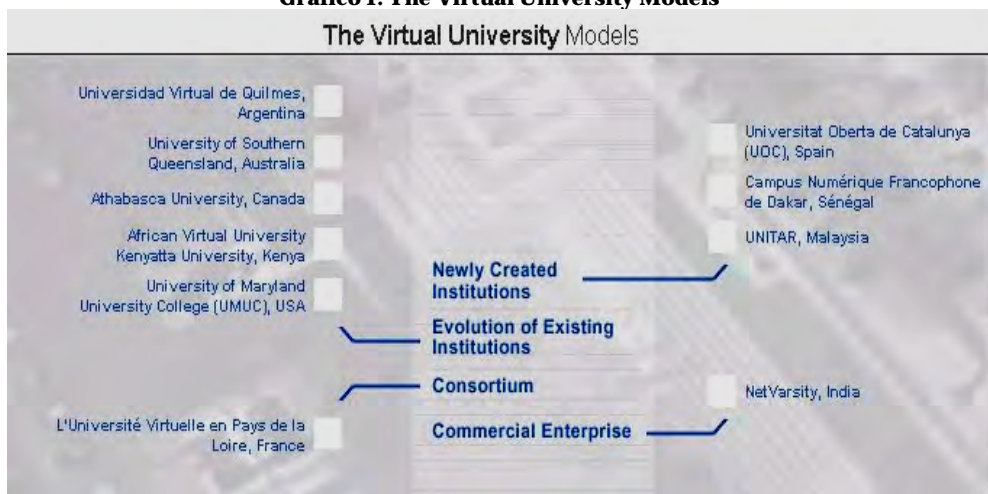 Gráfico 1. The Virtual University Models
The Virtual University Models
Universidad Virtual de Quilmes,
Argentina
University of Southern
Queensland, Australia
Athabasca University, Canada
African Virtual University
Kenyatta University, Kenya
University of Maryland
University College (UMUC), USA
L'Université Virtuelle en Pays de la
Loire, France
Newly Created
Institutions
Evolution of Existing
Institutions
Consortium
Commercial Enterprise
Universitat Oberta de Catalunya
(UOC), Spain
Campus Numérique Francophone
de Dakar, Sénégal
UNITAR, Malaysia
NetVarsity, India